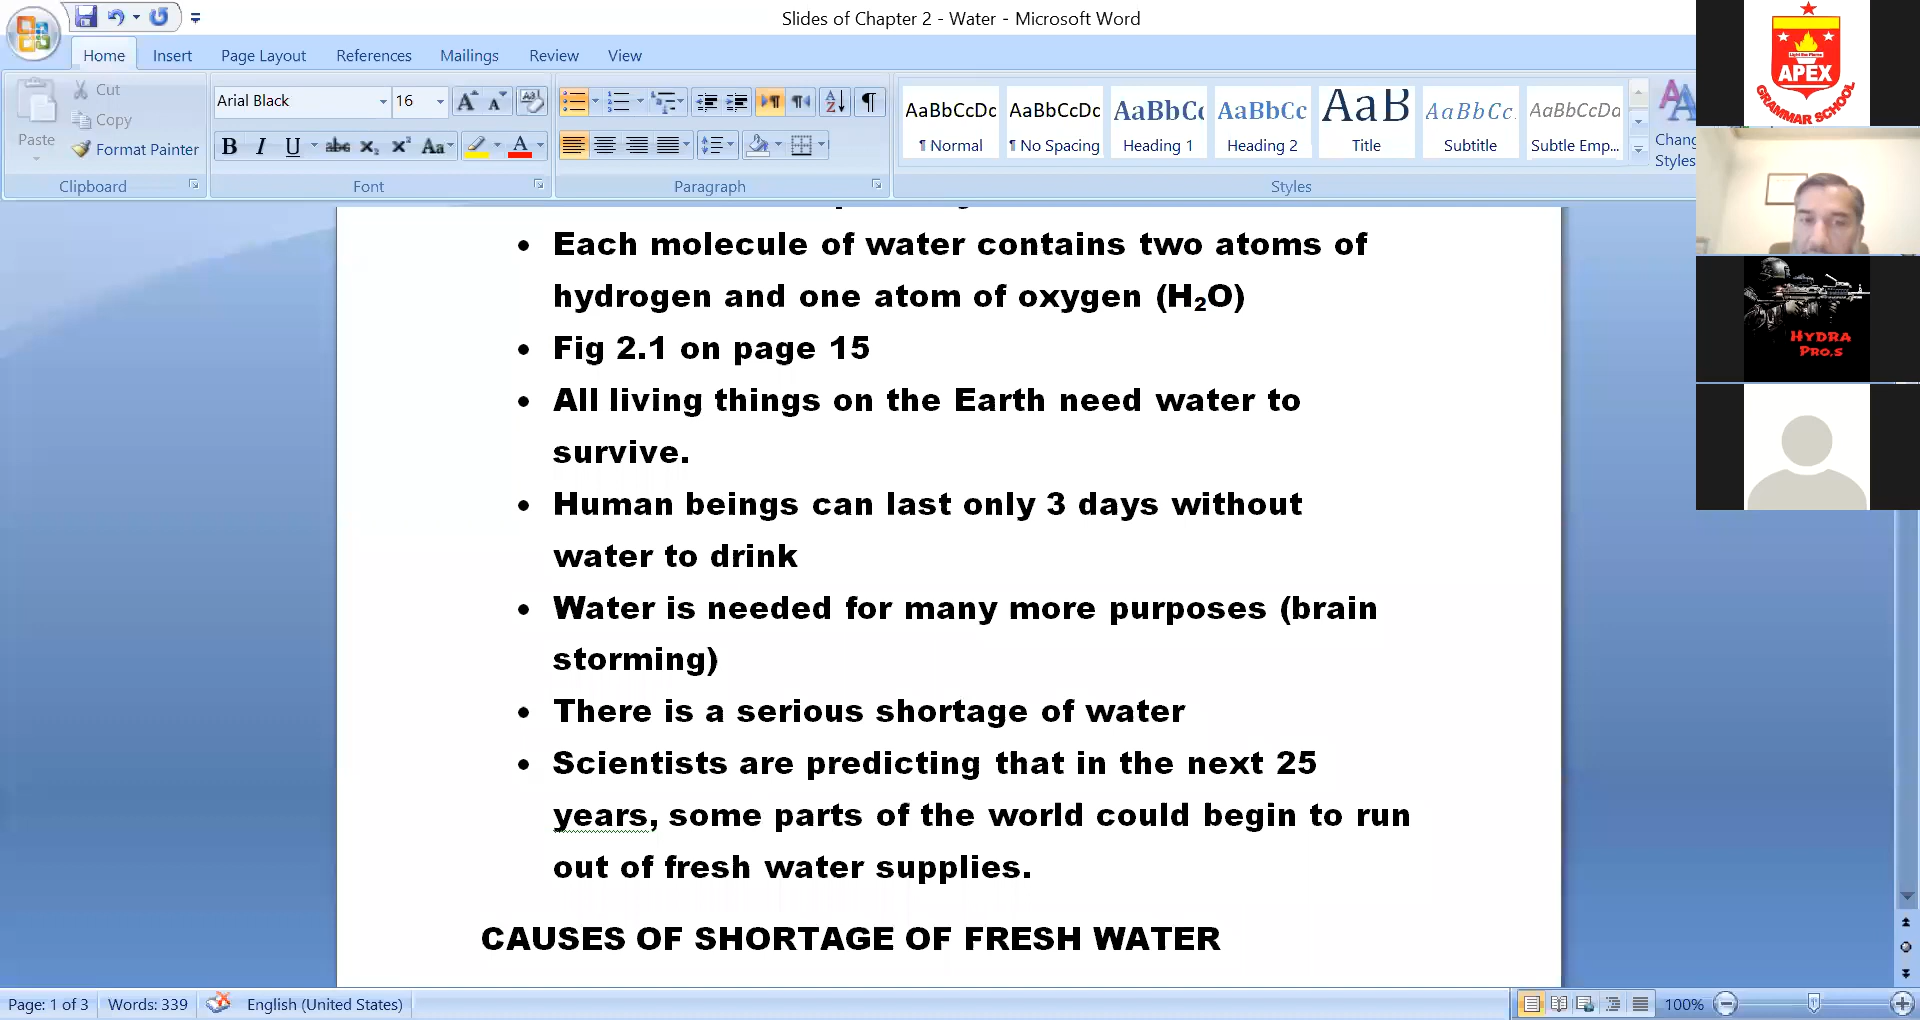 Slides of Chapter 2 - Water - Microsoft Word
Home Insert Page Layout References Mailings Review View
Paste
Cut
Copy
Format Painter
Clipboard
Arial Black 16
B I U abc X₂ X² Aa A
Font
Paragraph
AaBbCcDc AaBbCcDc AaBbCc AaBbCc AaB AaBbCc. AaBbCcDa
¶ Normal ¶ No Spacing Heading 1 Heading 2 Title Subtitle Subtle Emp...
Styles
Chang
Styles
APEX
GRAMMAR SCHOOL
HYDRA
PRO,S
• Each molecule of water contains two atoms of
hydrogen and one atom of oxygen (H₂O)
• Fig 2.1 on page 15
• All living things on the Earth need water to
survive.
• Human beings can last only 3 days without
water to drink
• Water is needed for many more purposes (brain
storming)
• There is a serious shortage of water
• Scientists are predicting that in the next 25
years, some parts of the world could begin to run
out of fresh water supplies.
CAUSES OF SHORTAGE OF FRESH WATER
Page: 1 of 3 Words: 339 English (United States) 100%